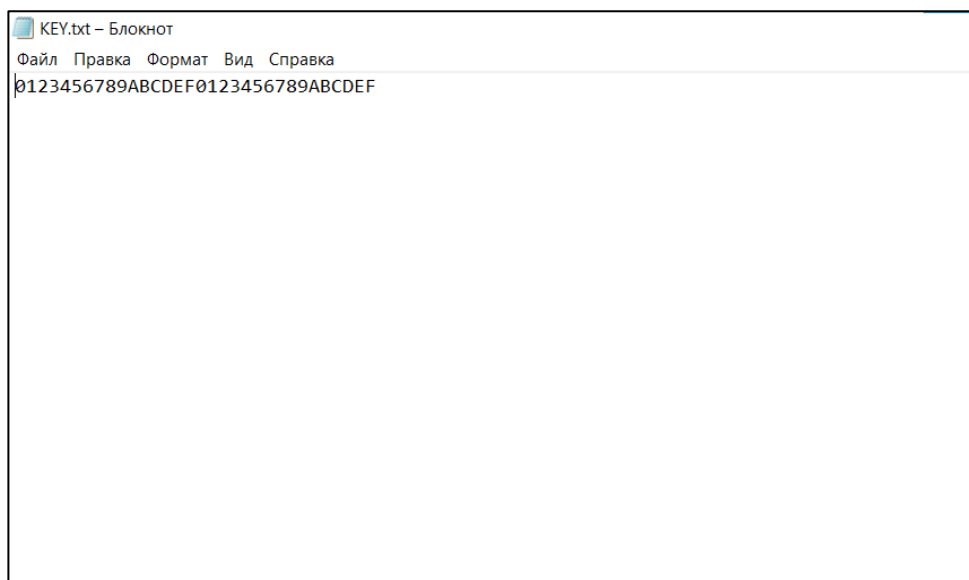 KEY.txt – Блокнот
Файл Правка Формат Вид Справка
0123456789ABCDEF0123456789ABCDEF